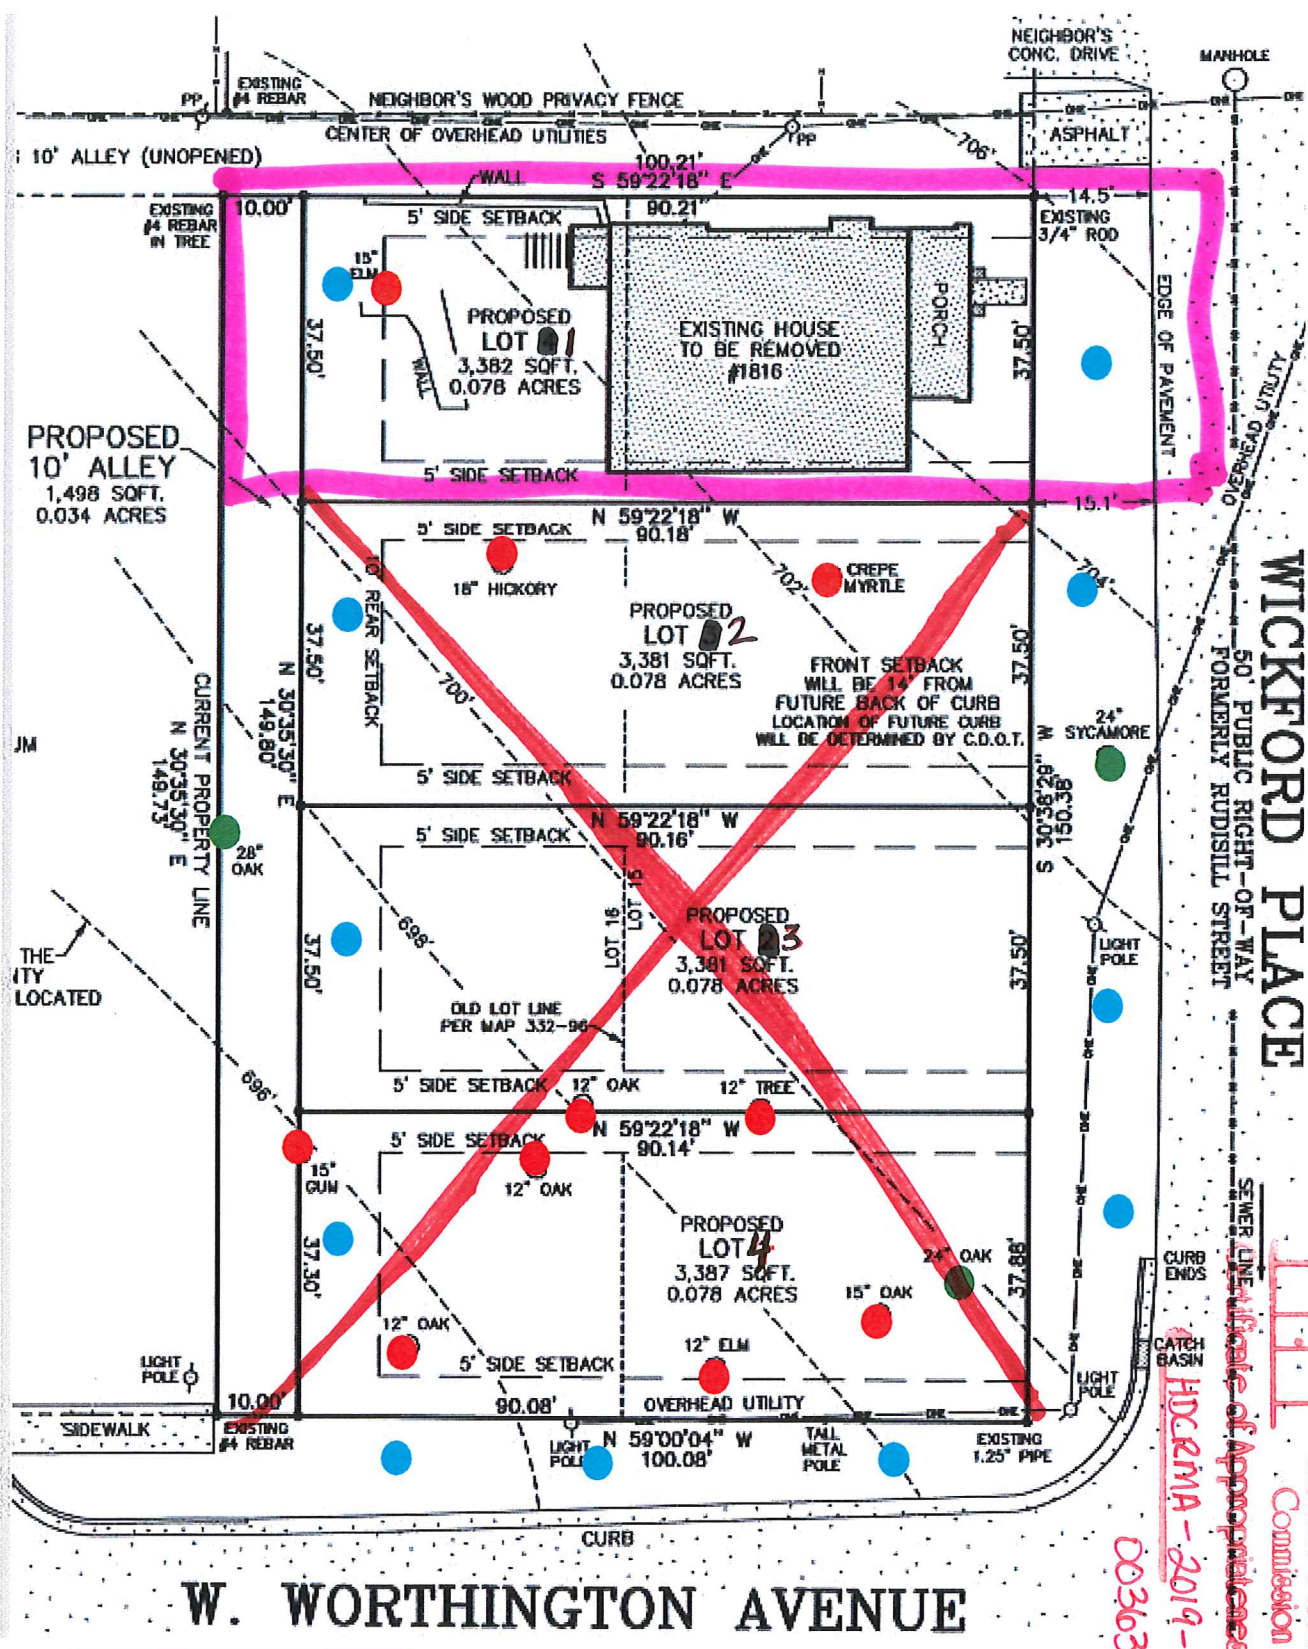 NEIGHBOR'S
CONC. DRIVE
MANHOLE
EXISTING
#4 REBAR
PP
NEIGHBOR'S WOOD PRIVACY FENCE
CENTER OF OVERHEAD UTILITIES
PP
ASPHALT
706'
10' ALLEY (UNOPENED)
100.21'
S 59°22'18" E
90.21'
WALL
14.5'
EXISTING
#4 REBAR
IN TREE
10.00'
5' SIDE SETBACK
EXISTING
3/4" ROD
15"
ELM
WALL
37.50'
PROPOSED
LOT 1
3,382 SQFT.
0.078 ACRES
EXISTING HOUSE
TO BE REMOVED
#1816
PORCH
37.50'
EDGE OF PAVEMENT
OVERHEAD UTILITY
PROPOSED
10' ALLEY
1,498 SQFT.
0.034 ACRES
5' SIDE SETBACK
15.1'
N 59°22'18" W
90.18'
5' SIDE SETBACK
18" HICKORY
CREPE
MYRTLE
702'
704'
10' REAR SETBACK
37.50'
PROPOSED
LOT 2
3,381 SQFT.
0.078 ACRES
37.50'
FRONT SETBACK
WILL BE 14' FROM
FUTURE BACK OF CURB
LOCATION OF FUTURE CURB
WILL BE DETERMINED BY C.D.O.T.
700'
24"
SYCAMORE
N 30°35'30" E
149.80'
CURRENT PROPERTY LINE
N 30°35'30" E
149.73'
S 30°38'29" W
150.38'
WICKFORD PLACE
50' PUBLIC RIGHT-OF-WAY
FORMERLY RUDISILL STREET
UM
5' SIDE SETBACK
N 59°22'18" W
90.16'
5' SIDE SETBACK
28"
OAK
LOT 16
LOT 15
698'
PROPOSED
LOT 3
3,381 SQFT.
0.078 ACRES
37.50'
37.50'
LIGHT
POLE
THE
LOCATED
OLD LOT LINE
PER MAP 332-96
696'
5' SIDE SETBACK
12" OAK
12" TREE
5' SIDE SETBACK
N 59°22'18" W
90.14'
15"
GUM
12" OAK
37.30'
PROPOSED
LOT 4
3,387 SQFT.
0.078 ACRES
24" OAK
37.88'
SEWER LINE
CURB
ENDS
15" OAK
12" OAK
12" ELM
5' SIDE SETBACK
CATCH
BASIN
LIGHT
POLE
LIGHT
POLE
10.00'
90.08'
OVERHEAD UTILITY
SIDEWALK
EXISTING
#4 REBAR
LIGHT
POLE
N 59°00'04" W
100.08'
TALL
METAL
POLE
EXISTING
1.25" PIPE
CURB
W. WORTHINGTON AVENUE
Commission
Certificate of Appropriateness
HDCRMA-2019-
00363